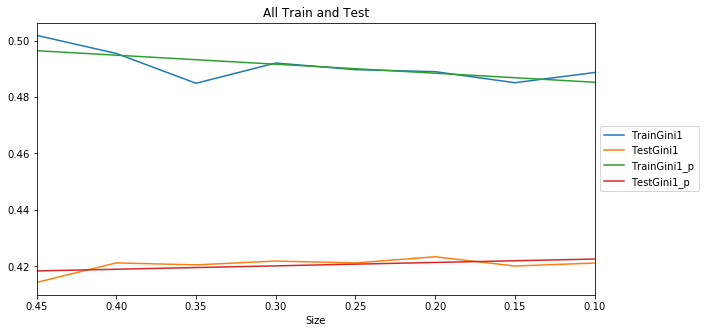 All Train and Test
0.50
0.48
0.46
0.44
0.42
0.45 0.40 0.35 0.30 0.25 0.20 0.15 0.10
Size
TrainGini1
TestGini1
TrainGini1_p
TestGini1_p